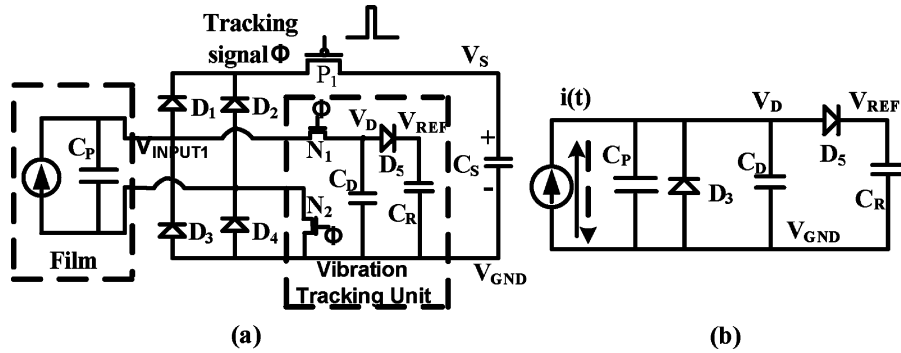 (a)
Tracking
signal Φ
P1
VS
D1
D2
Φ
VD
VREF
CP
VINPUT1
N1
D5
+
CD
CS
-
N2
CR
D3
D4
Φ
Film
Vibration
Tracking Unit
VGND
(a)
i(t)
VD
VREF
CP
D3
CD
D5
CR
VGND
(b)